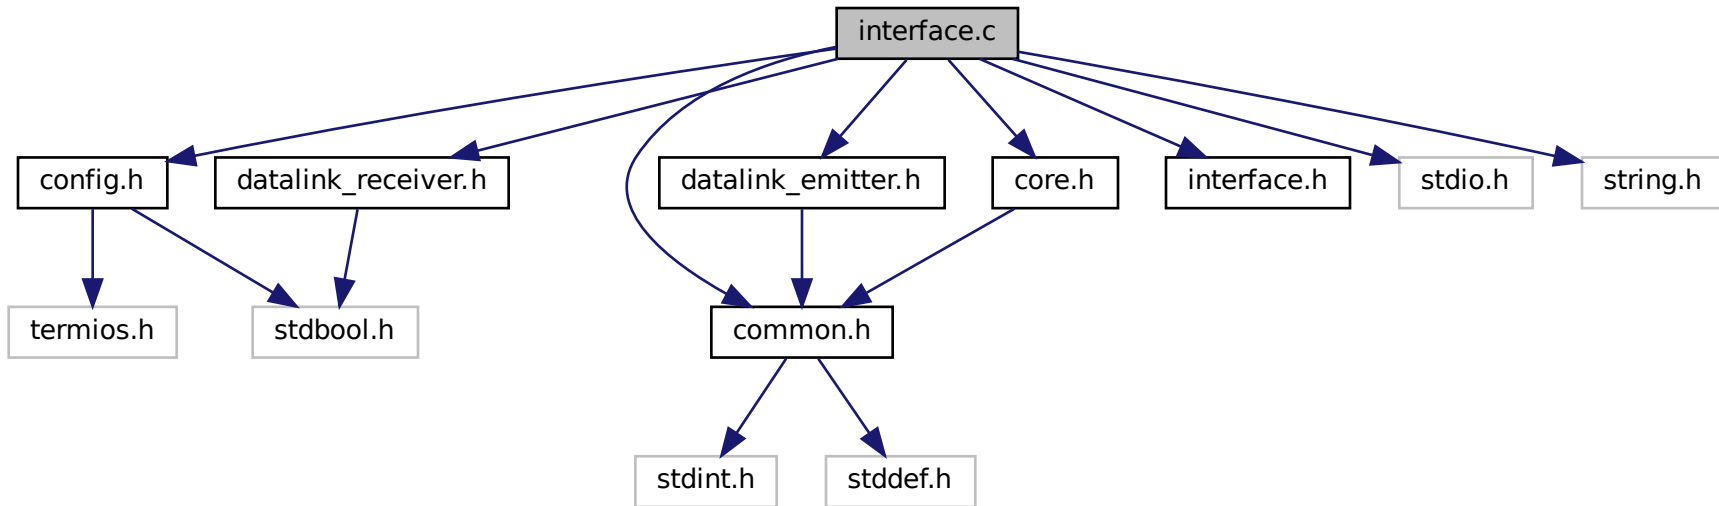 interface.c
config.h
datalink_receiver.h
datalink_emitter.h
core.h
interface.h
stdio.h
string.h
termios.h
stdbool.h
common.h
stdint.h
stddef.h